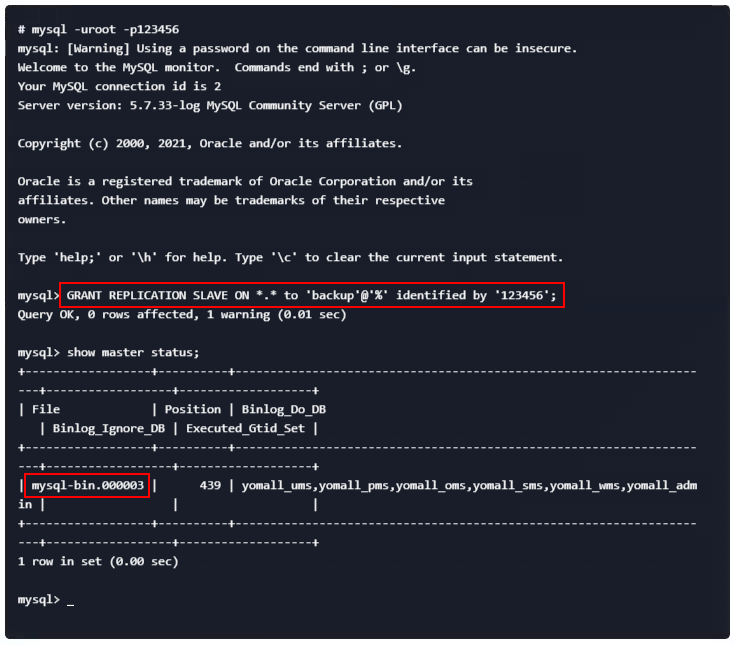 # mysql -uroot -p123456
mysql: [Warning] Using a password on the command line interface can be insecure.
Welcome to the MySQL monitor.  Commands end with ; or \g.
Your MySQL connection id is 2
Server version: 5.7.33-log MySQL Community Server (GPL)

Copyright (c) 2000, 2021, Oracle and/or its affiliates.

Oracle is a registered trademark of Oracle Corporation and/or its
affiliates. Other names may be trademarks of their respective
owners.

Type 'help;' or '\h' for help. Type '\c' to clear the current input statement.

mysql> GRANT REPLICATION SLAVE ON *.* to 'backup'@'%' identified by '123456';
Query OK, 0 rows affected, 1 warning (0.01 sec)

mysql> show master status;
+-----------------+----------+-------------------------------------------------------------
---+-----------------+------------------+
| File            | Position | Binlog_Do_DB
   | Binlog_Ignore_DB | Executed_Gtid_Set |
+-----------------+----------+-------------------------------------------------------------
---+-----------------+------------------+
| mysql-bin.000003 |      439 | yomall_ums,yomall_pms,yomall_oms,yomall_sms,yomall_wms,yomall_adm
in |                 |                  |
+-----------------+----------+-------------------------------------------------------------
---+-----------------+------------------+
1 row in set (0.00 sec)

mysql> _